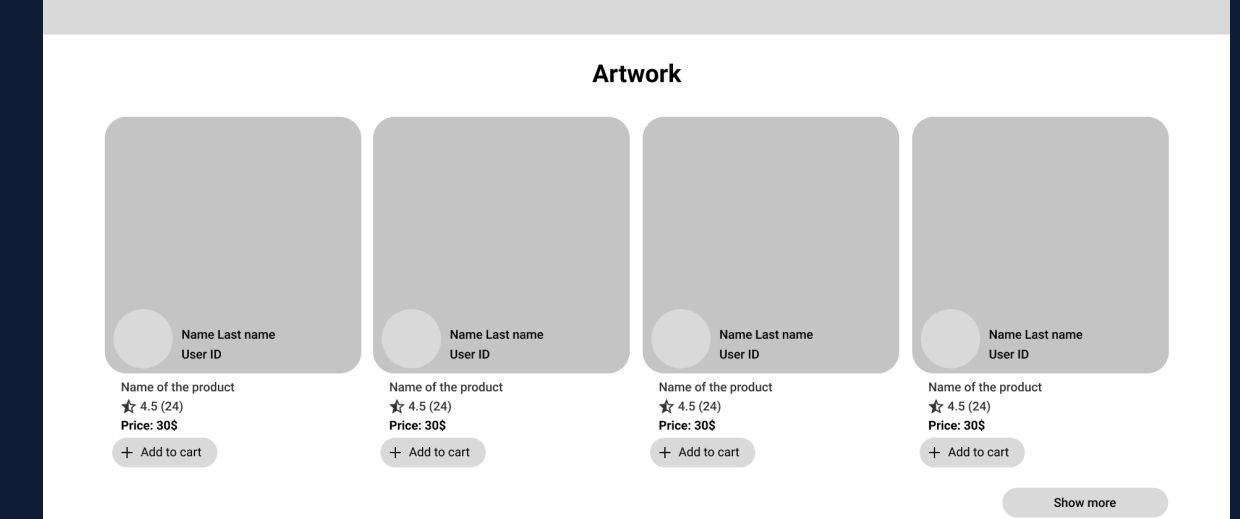 Artwork
Name Last name
User ID
Name Last name
User ID
Name Last name
User ID
Name Last name
User ID
Name of the product
4.5 (24)
Price: 30$
+ Add to cart
Name of the product
4.5 (24)
Price: 30$
+ Add to cart
Name of the product
4.5 (24)
Price: 30$
+ Add to cart
Name of the product
4.5 (24)
Price: 30$
+ Add to cart
Show more